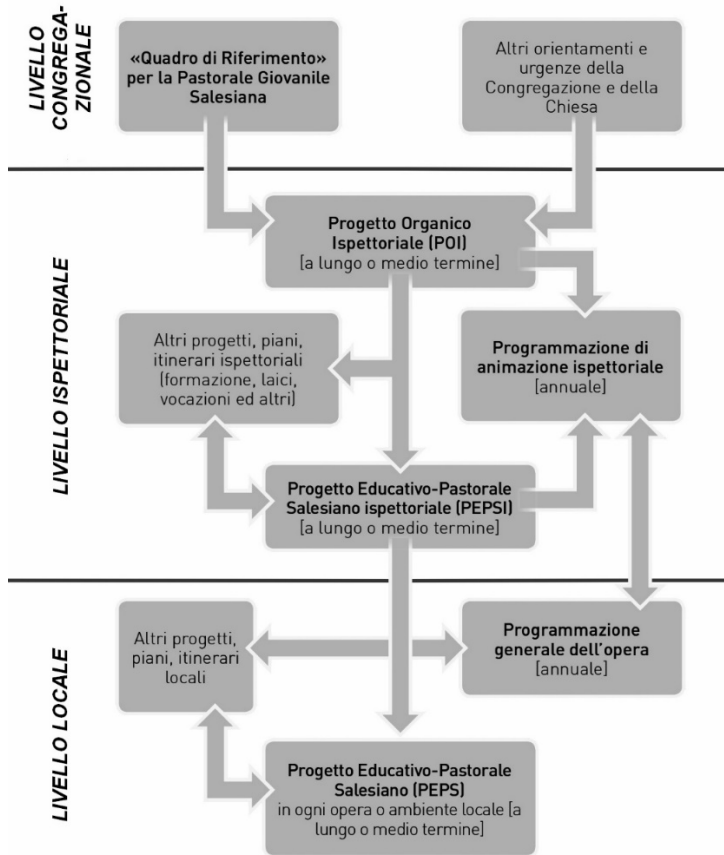 LIVELLO
CONGREGA-
ZIONALE
«Quadro di Riferimento»
per la Pastorale Giovanile
Salesiana
Altri orientamenti e
urgenze della
Congregazione e della
Chiesa
LIVELLO ISPETTORIALE
Progetto Organico
Ispettoriale (POI)
[a lungo o medio termine]
Altri progetti, piani,
itinerari ispettoriali
(formazione, laici,
vocazioni ed altri)
Programmazione di
animazione ispettoriale
[annuale]
Progetto Educativo-Pastorale
Salesiano ispettoriale (PEPSI)
[a lungo o medio termine]
LIVELLO LOCALE
Altri progetti,
piani, itinerari
locali
Programmazione
generale dell'opera
[annuale]
Progetto Educativo-Pastorale
Salesiano (PEPS)
in ogni opera o ambiente locale [a
lungo o medio termine]